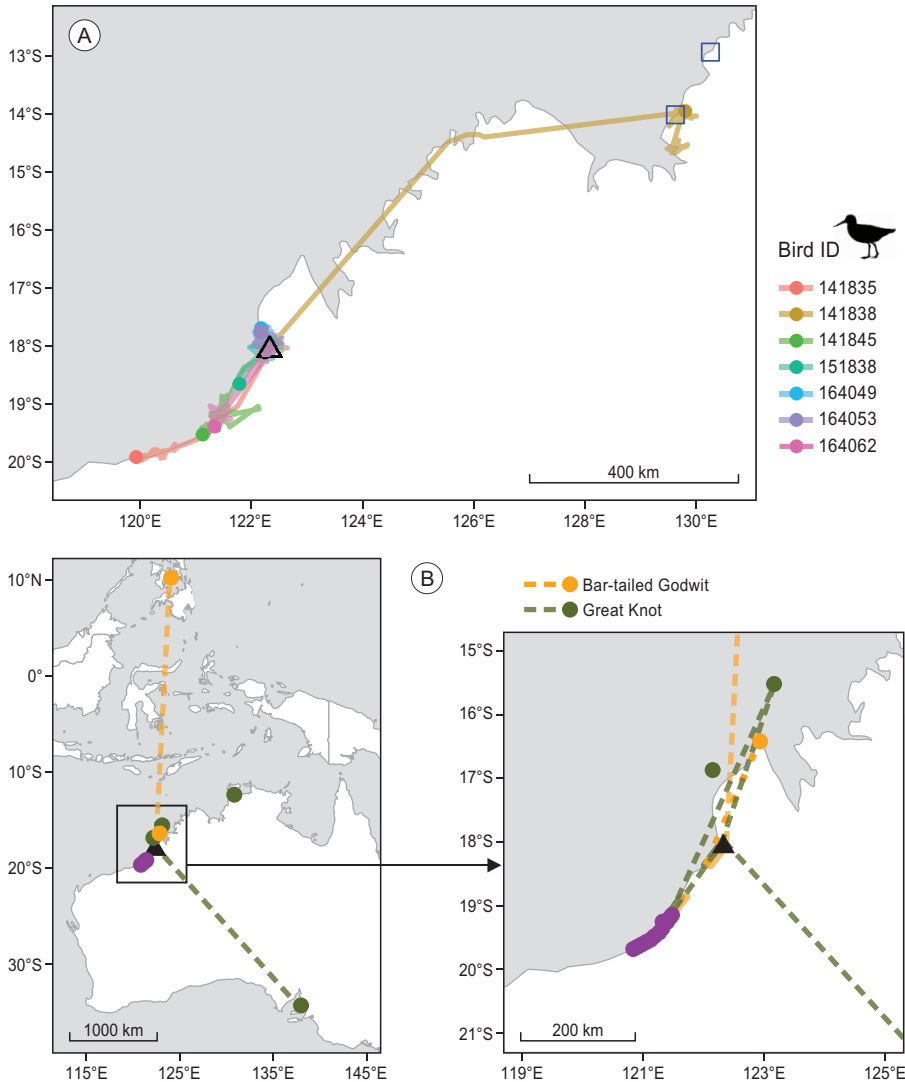 A
13°S
14°S
15°S
16°S
17°S
18°S
19°S
20°S
400 km
120°E 122°E 124°E 126°E 128°E 130°E
Bird ID
141835
141838
141845
151838
164049
164053
164062
B
10°N
0°
10°S
20°S
30°S
1000 km
115°E 125°E 135°E 145°E
Bar-tailed Godwit
Great Knot
15°S
16°S
17°S
18°S
19°S
20°S
21°S
200 km
119°E 121°E 123°E 125°E